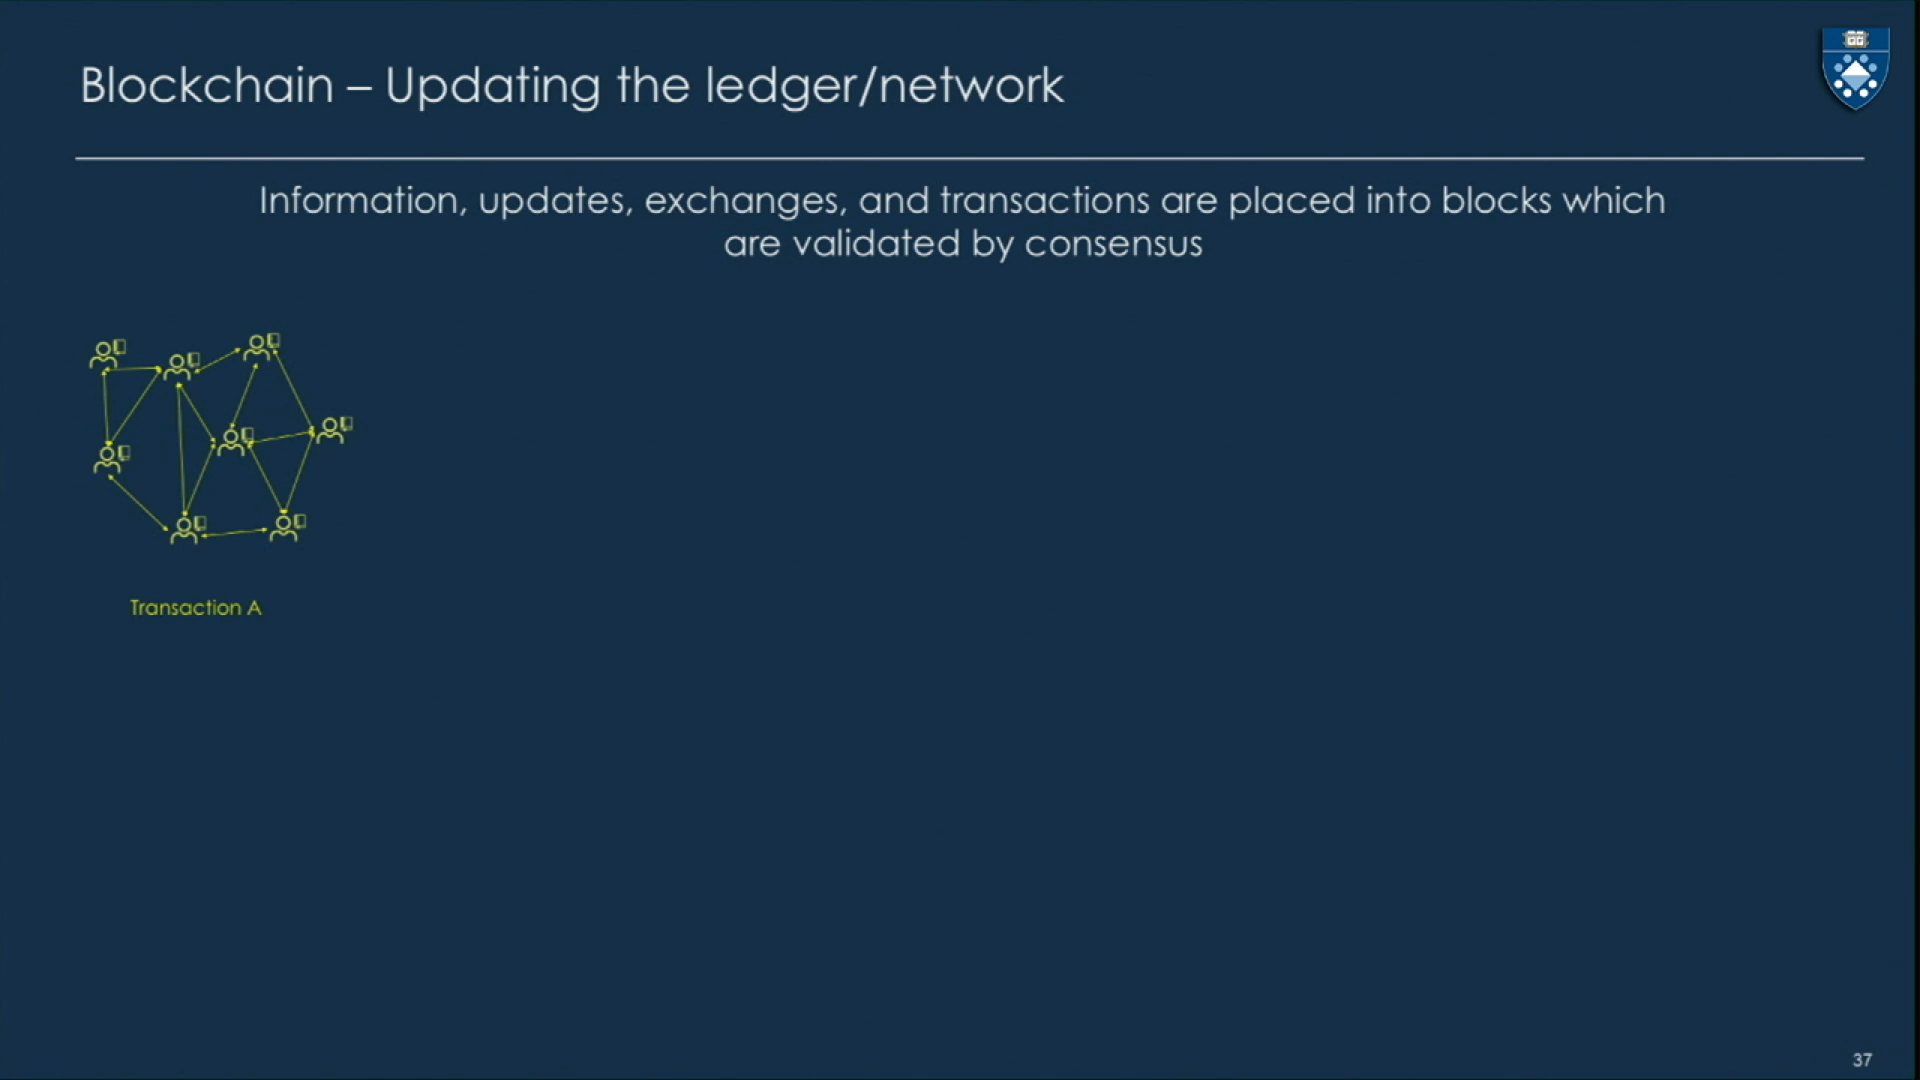 Blockchain – Updating the ledger/network
Information, updates, exchanges, and transactions are placed into blocks which
are validated by consensus
Transaction A
37